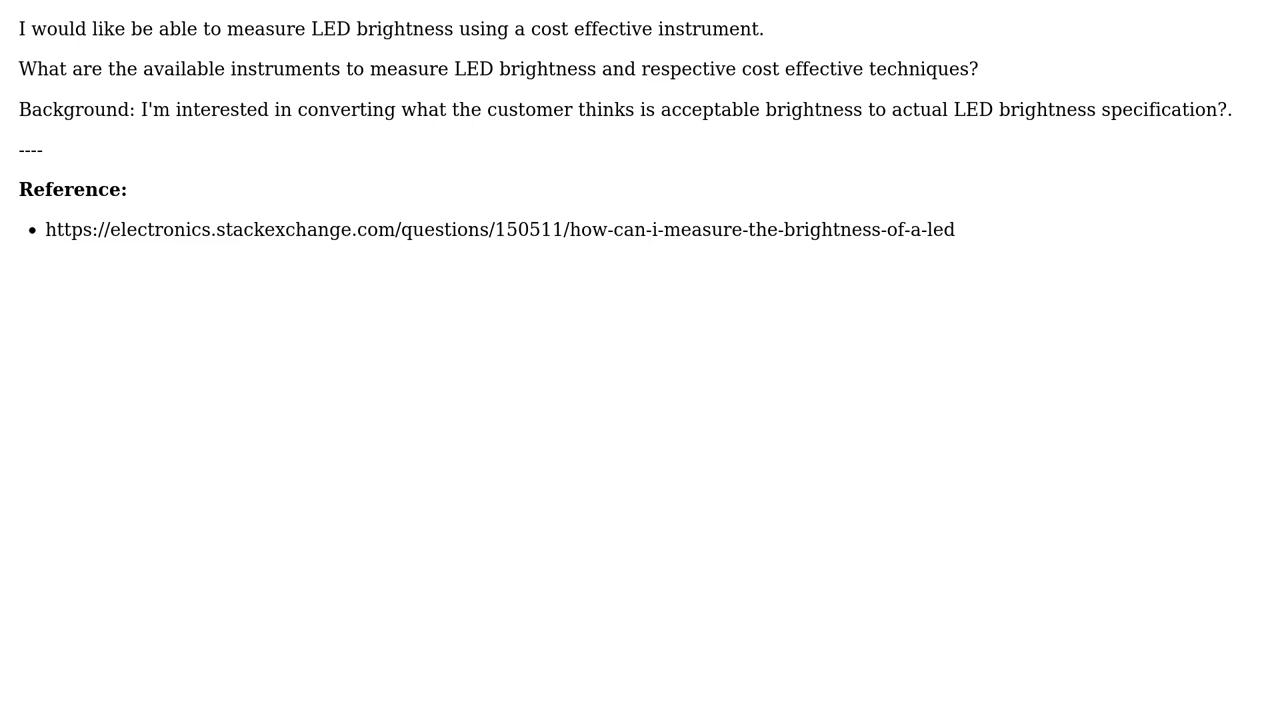 I would like be able to measure LED brightness using a cost effective instrument.
What are the available instruments to measure LED brightness and respective cost effective techniques?
Background: I'm interested in converting what the customer thinks is acceptable brightness to actual LED brightness specification?.
----
Reference:
• https://electronics.stackexchange.com/questions/150511/how-can-i-measure-the-brightness-of-a-led